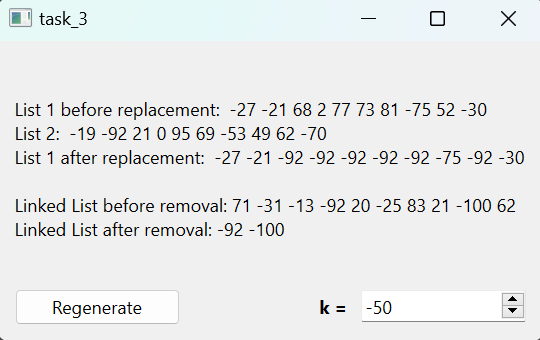 task_3
List 1 before replacement:  -27 -21 68 2 77 73 81 -75 52 -30
List 2:  -19 -92 21 0 95 69 -53 49 62 -70
List 1 after replacement:  -27 -21 -92 -92 -92 -92 -92 -75 -92 -30
Linked List before removal: 71 -31 -13 -92 20 -25 83 21 -100 62
Linked List after removal: -92 -100
Regenerate k = -50